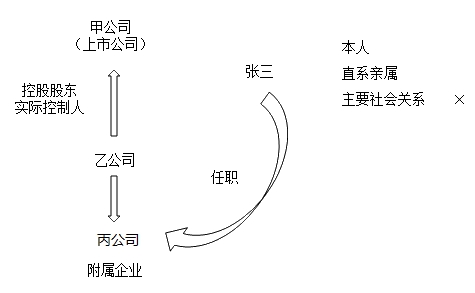 甲公司
（上市公司）
控股股东
实际控制人
乙公司
丙公司
附属企业
张三
任职
本人
直系亲属
主要社会关系 ×